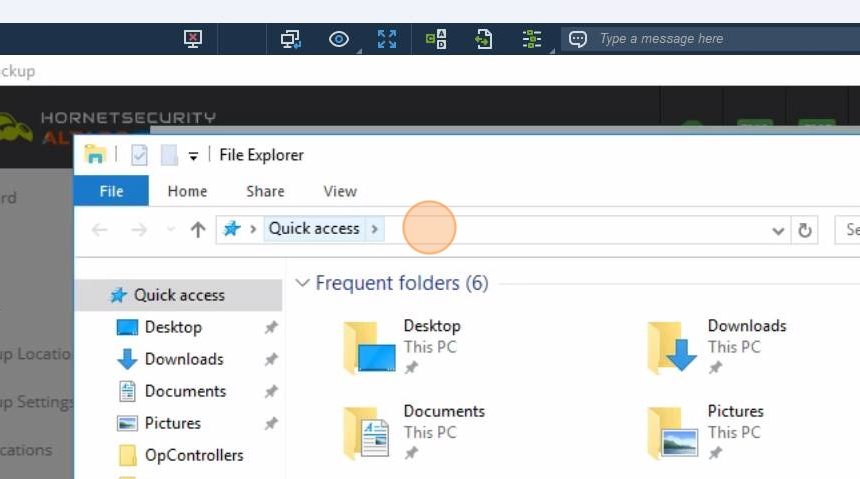 Type a message here
ckup
HORNETSECURITY
File Explorer
File Home Share View
Quick access
Se
Frequent folders (6)
Quick access
Desktop
Downloads
Documents
Pictures
OpControllers
Desktop
This PC
Downloads
This PC
Documents
This PC
Pictures
This PC
rd
up Locatio
up Settings
cations